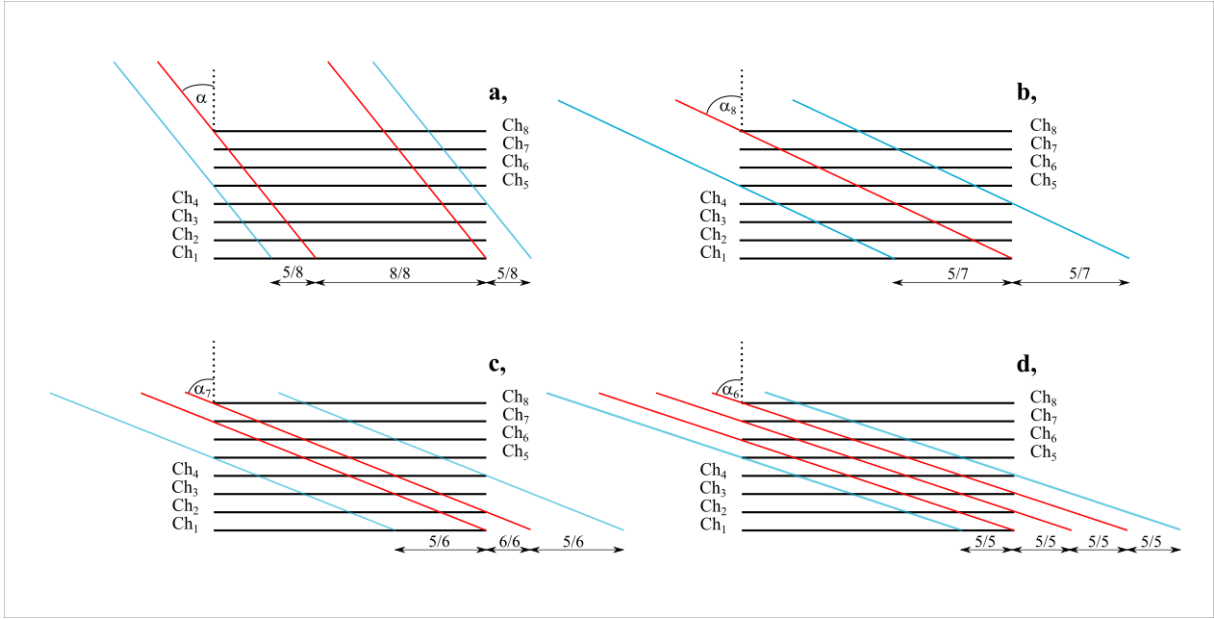 a,
α
Ch₈
Ch₇
Ch₆
Ch₅
Ch₄
Ch₃
Ch₂
Ch₁
5/8
8/8
5/8
b,
α₈
Ch₈
Ch₇
Ch₆
Ch₅
Ch₄
Ch₃
Ch₂
Ch₁
5/7
5/7
c,
α₇
Ch₈
Ch₇
Ch₆
Ch₅
Ch₄
Ch₃
Ch₂
Ch₁
5/6
6/6
5/6
d,
α₆
Ch₈
Ch₇
Ch₆
Ch₅
Ch₄
Ch₃
Ch₂
Ch₁
5/5
5/5
5/5
5/5